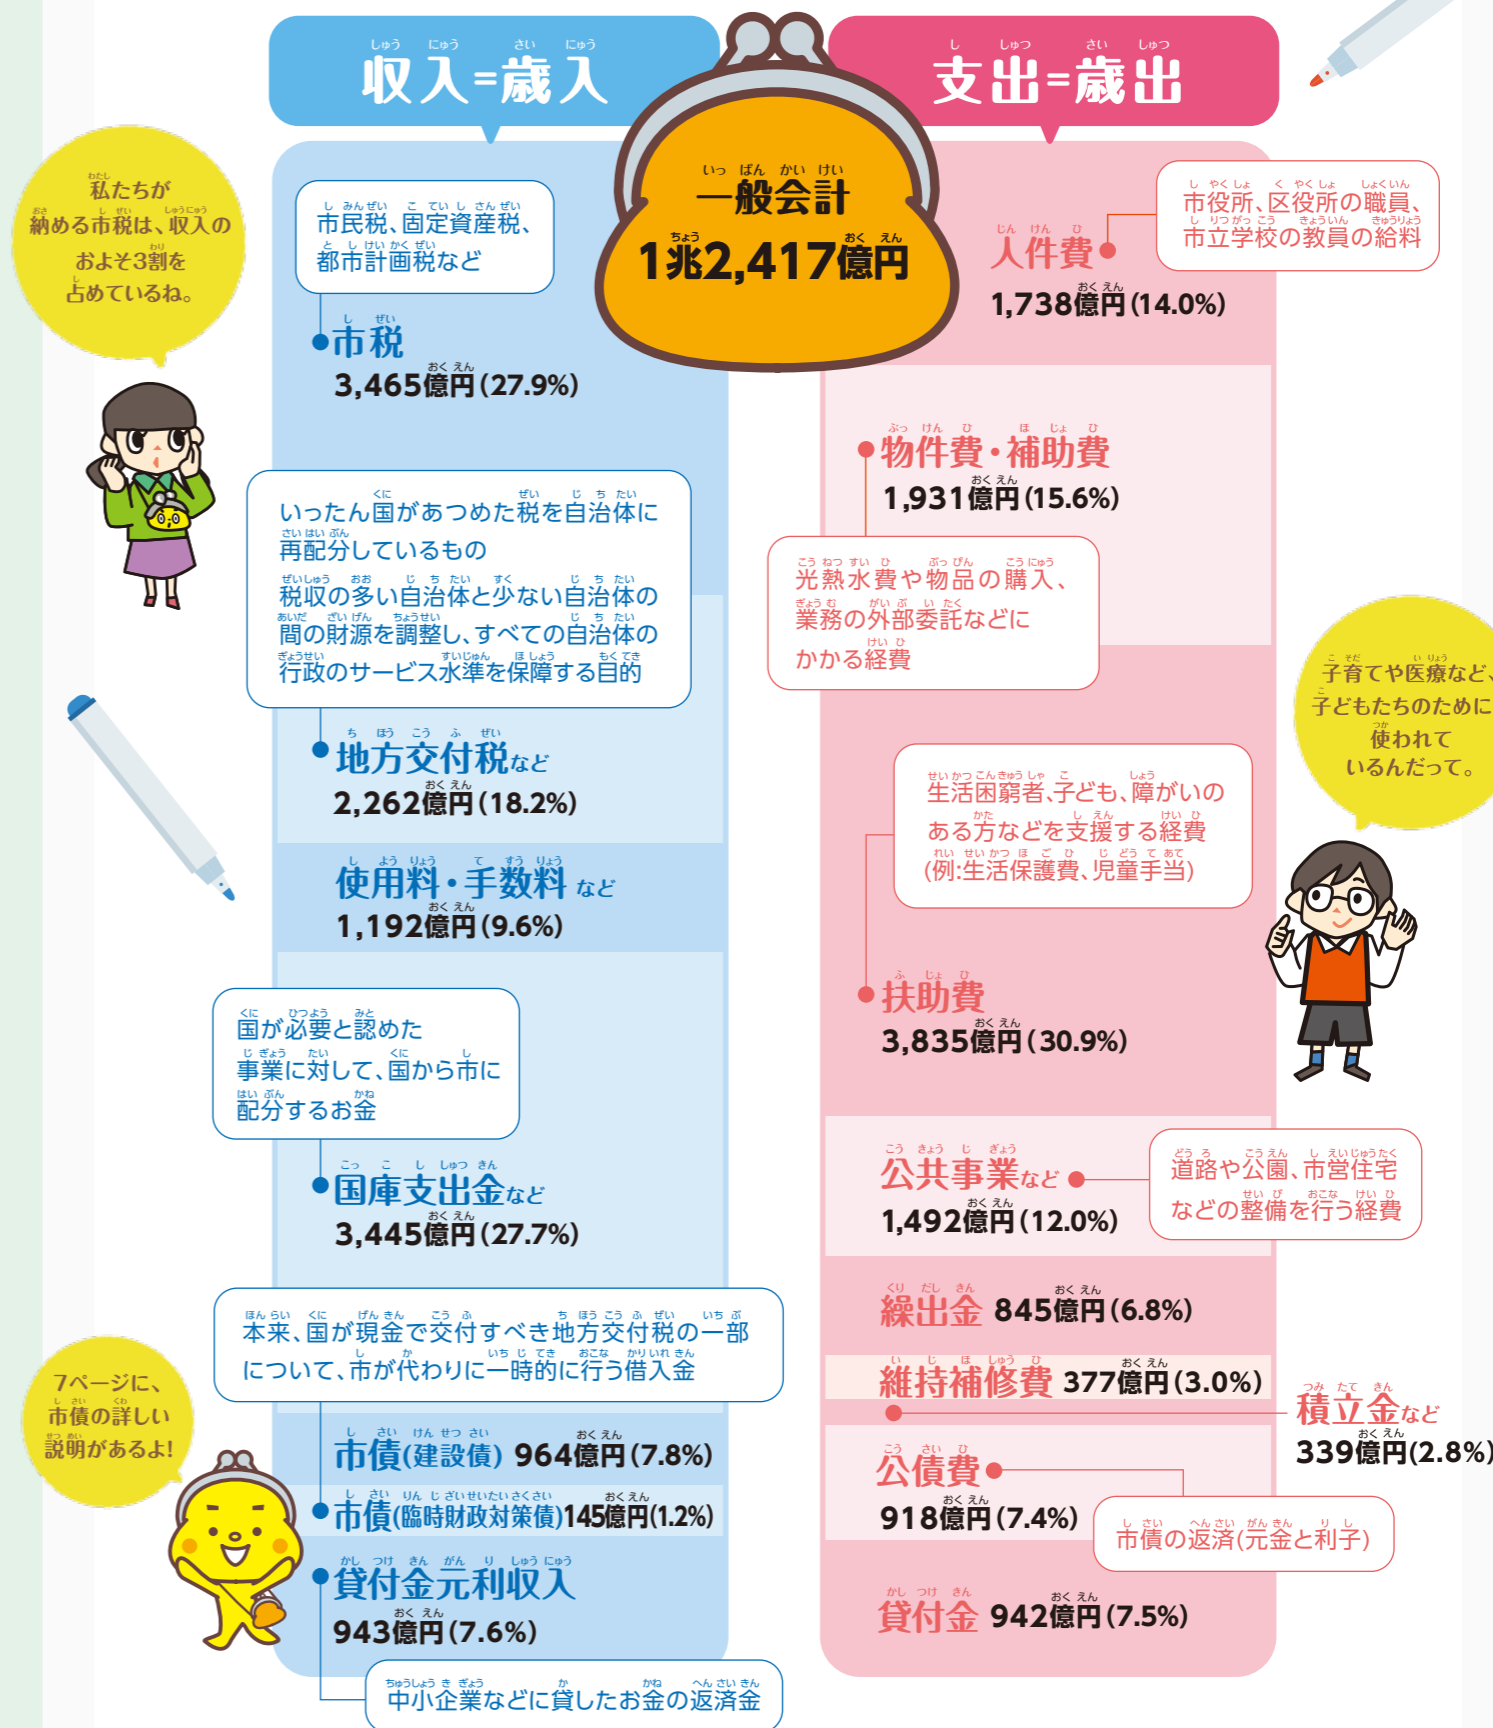 収入=歳入
支出=歳出
一般会計
1兆2,417億円
私たちが
納める市税は、収入の
およそ3割を
占めているね。
市民税、固定資産税、
都市計画税など
市税
3,465億円(27.9%)
いったん国があつめた税を自治体に
再配分しているもの
税収の多い自治体と少ない自治体の
間の財源を調整し、すべての自治体の
行政のサービス水準を保障する目的
地方交付税など
2,262億円(18.2%)
使用料・手数料 など
1,192億円(9.6%)
国が必要と認めた
事業に対して、国から市に
配分するお金
国庫支出金など
3,445億円(27.7%)
本来、国が現金で交付すべき地方交付税の一部
について、市が代わりに一時的に行う借入金
7ページに、
市債の詳しい
説明があるよ!
市債(建設債) 964億円(7.8%)
市債(臨時財政対策債)145億円(1.2%)
貸付金元利収入
943億円(7.6%)
中小企業などに貸したお金の返済金
市役所、区役所の職員、
市立学校の教員の給料
人件費
1,738億円(14.0%)
物件費・補助費
1,931億円(15.6%)
光熱水費や物品の購入、
業務の外部委託などに
かかる経費
子育てや医療など、
子どもたちのために
使われて
いるんだって。
生活困窮者、子ども、障がいの
ある方などを支援する経費
(例:生活保護費、児童手当)
扶助費
3,835億円(30.9%)
公共事業など
1,492億円(12.0%)
道路や公園、市営住宅
などの整備を行う経費
繰出金 845億円(6.8%)
維持補修費 377億円(3.0%)
積立金など
339億円(2.8%)
公債費
918億円(7.4%)
市債の返済(元金と利子)
貸付金 942億円(7.5%)